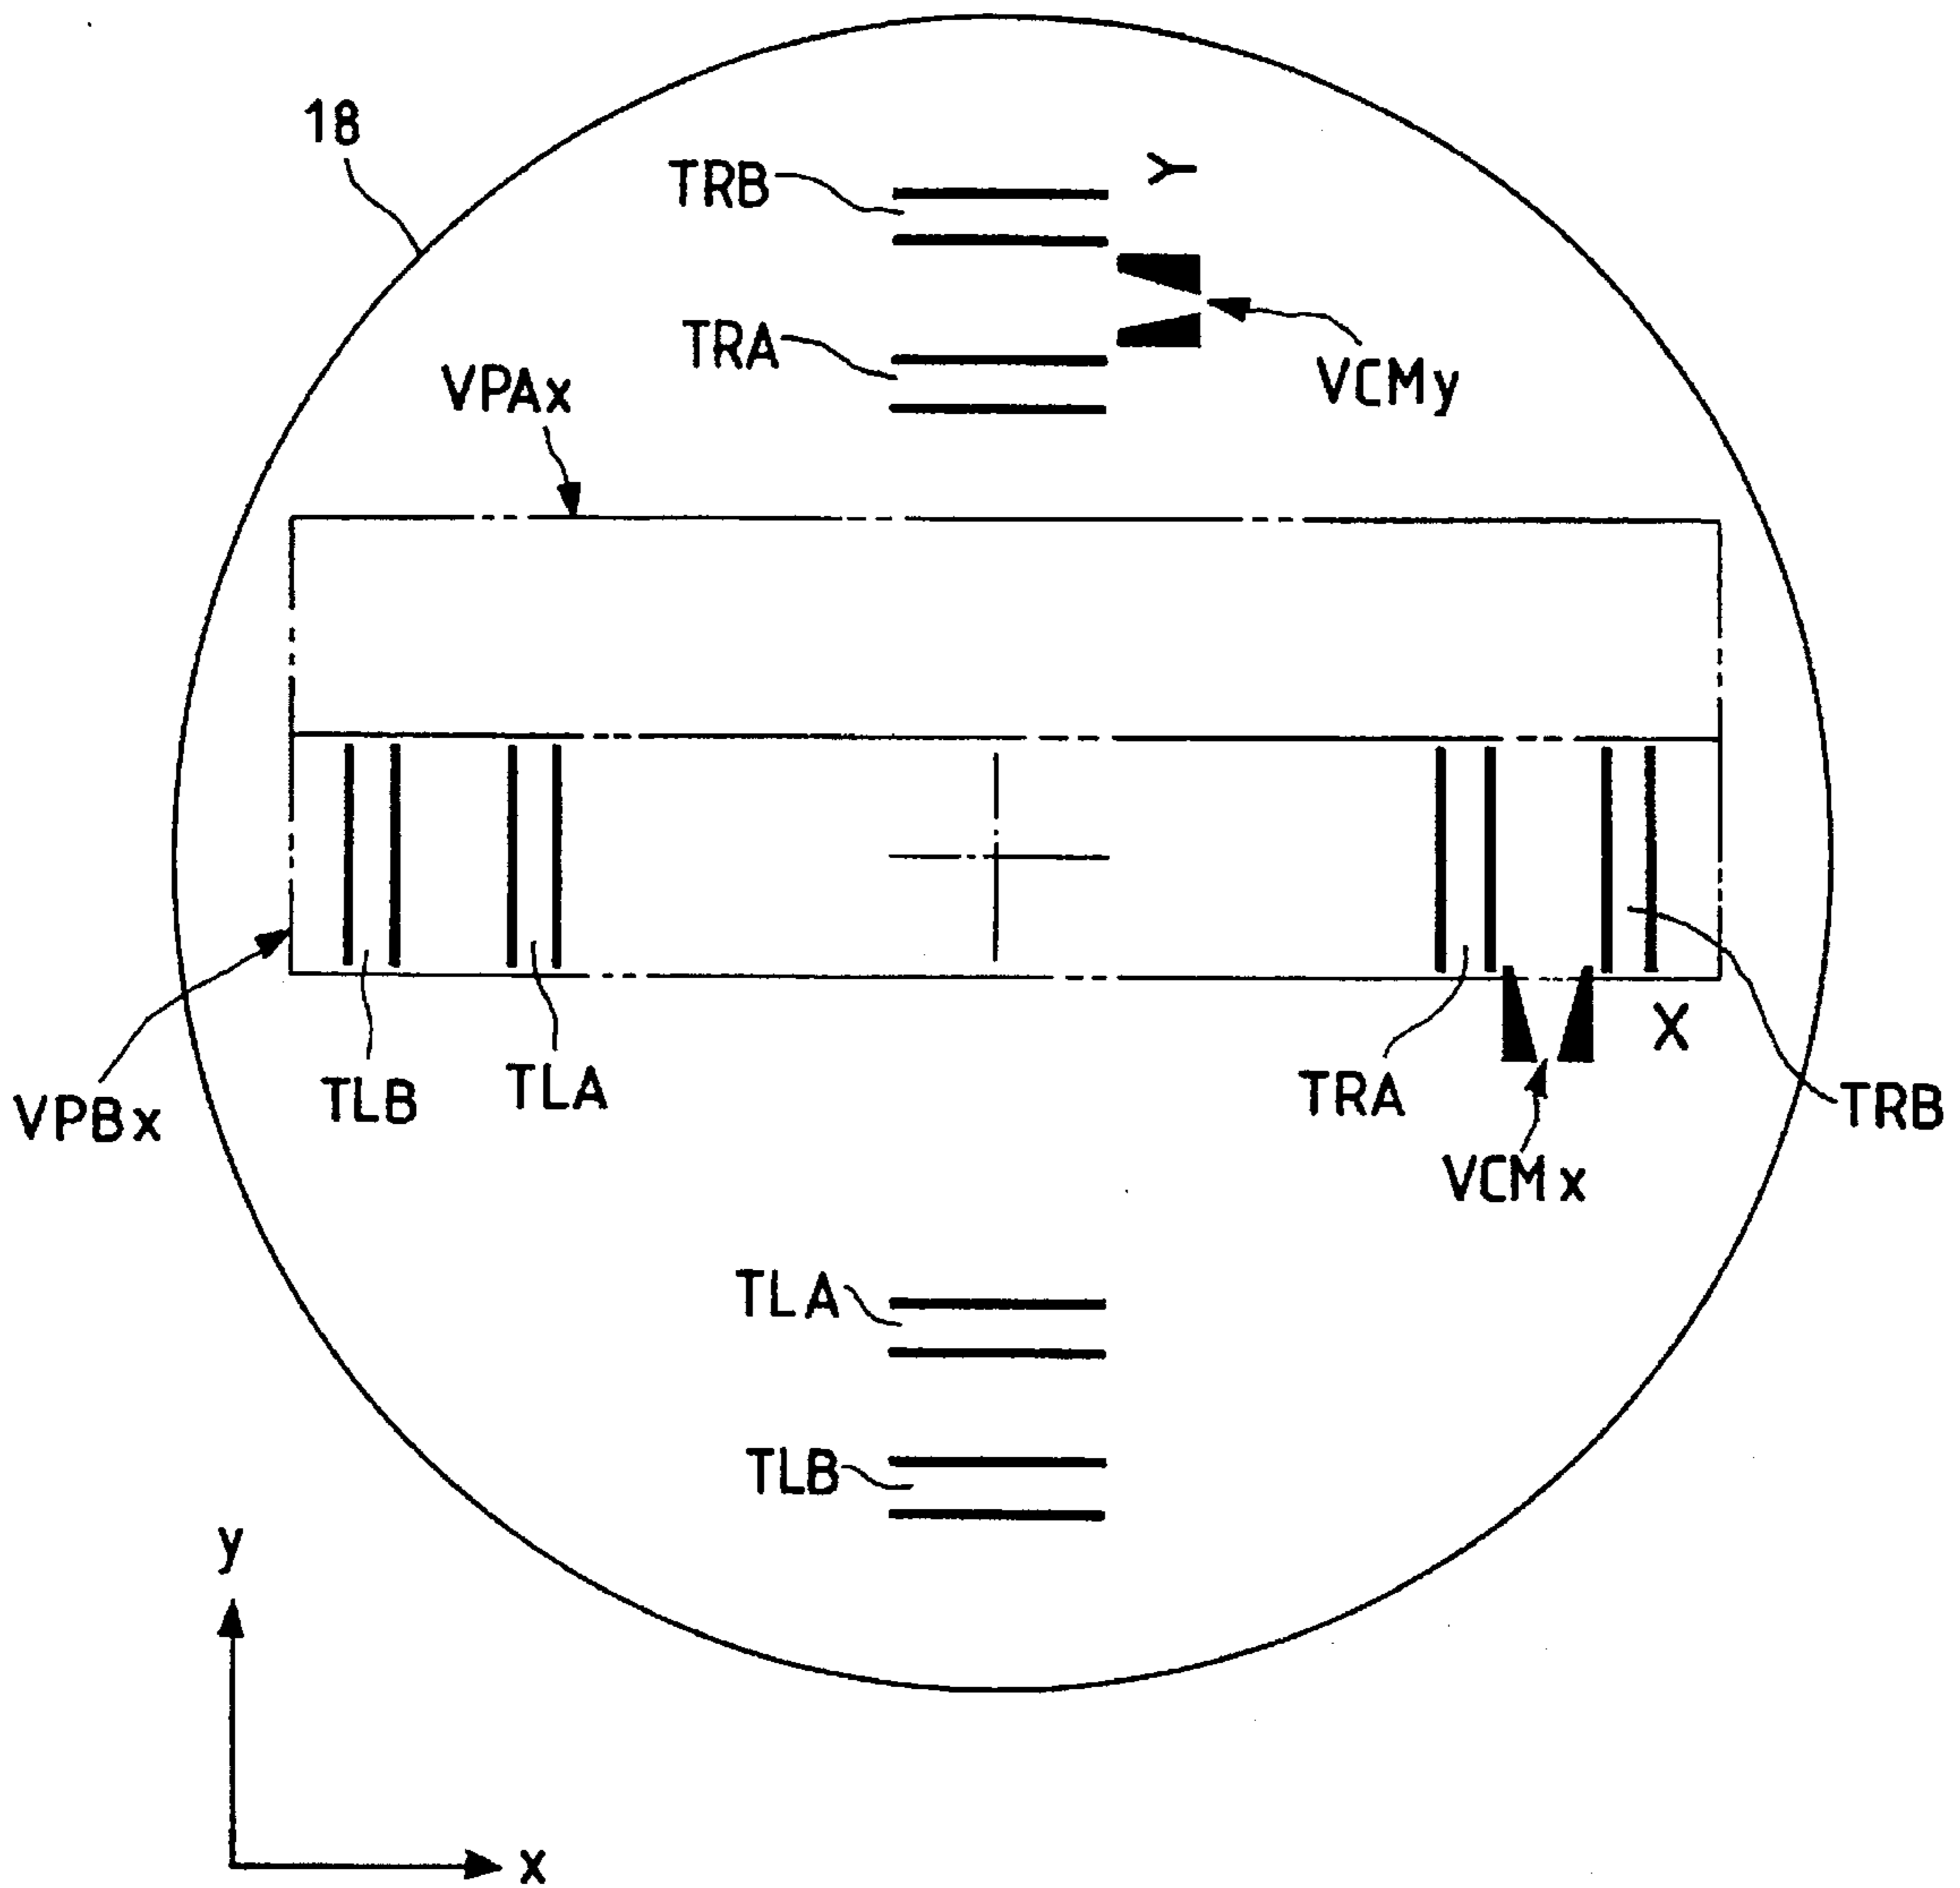 18
TRB
Y
TRA
VPAx
VCMy
VPBx
TLB
TLA
TRA
X
TRB
VCMx
TLA
TLB
y
x